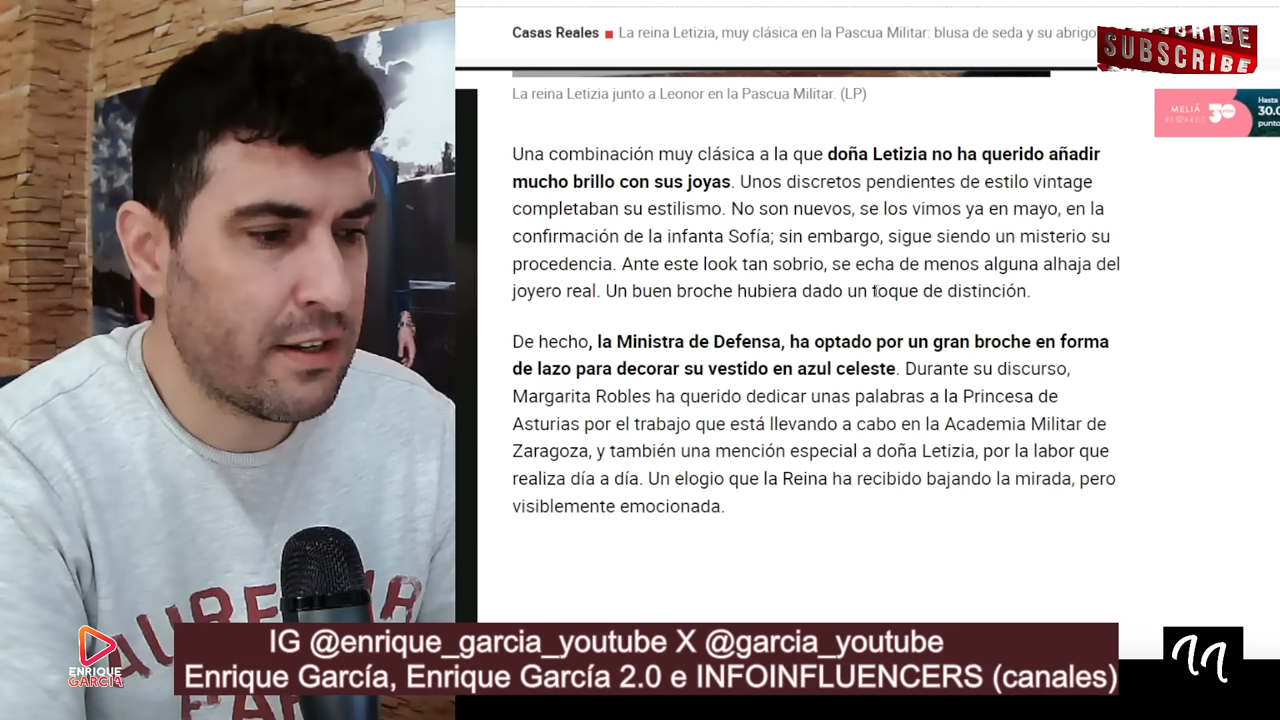 Casas Reales La reina Letizia, muy clásica en la Pascua Militar: blusa de seda y su abrigo
SUBSCRIBE
La reina Letizia junto a Leonor en la Pascua Militar. (LP)
MELIÁ
REWARDS
30
Hasta
30.0
punto
Una combinación muy clásica a la que doña Letizia no ha querido añadir
mucho brillo con sus joyas. Unos discretos pendientes de estilo vintage
completaban su estilismo. No son nuevos, se los vimos ya en mayo, en la
confirmación de la infanta Sofía; sin embargo, sigue siendo un misterio su
procedencia. Ante este look tan sobrio, se echa de menos alguna alhaja del
joyero real. Un buen broche hubiera dado un toque de distinción.
De hecho, la Ministra de Defensa, ha optado por un gran broche en forma
de lazo para decorar su vestido en azul celeste. Durante su discurso,
Margarita Robles ha querido dedicar unas palabras a la Princesa de
Asturias por el trabajo que está llevando a cabo en la Academia Militar de
Zaragoza, y también una mención especial a doña Letizia, por la labor que
realiza día a día. Un elogio que la Reina ha recibido bajando la mirada, pero
visiblemente emocionada.
IG @enrique_garcia_youtube X @garcia_youtube
Enrique García, Enrique García 2.0 e INFOINFLUENCERS (canales)
ENRIQUE
GARCÍA